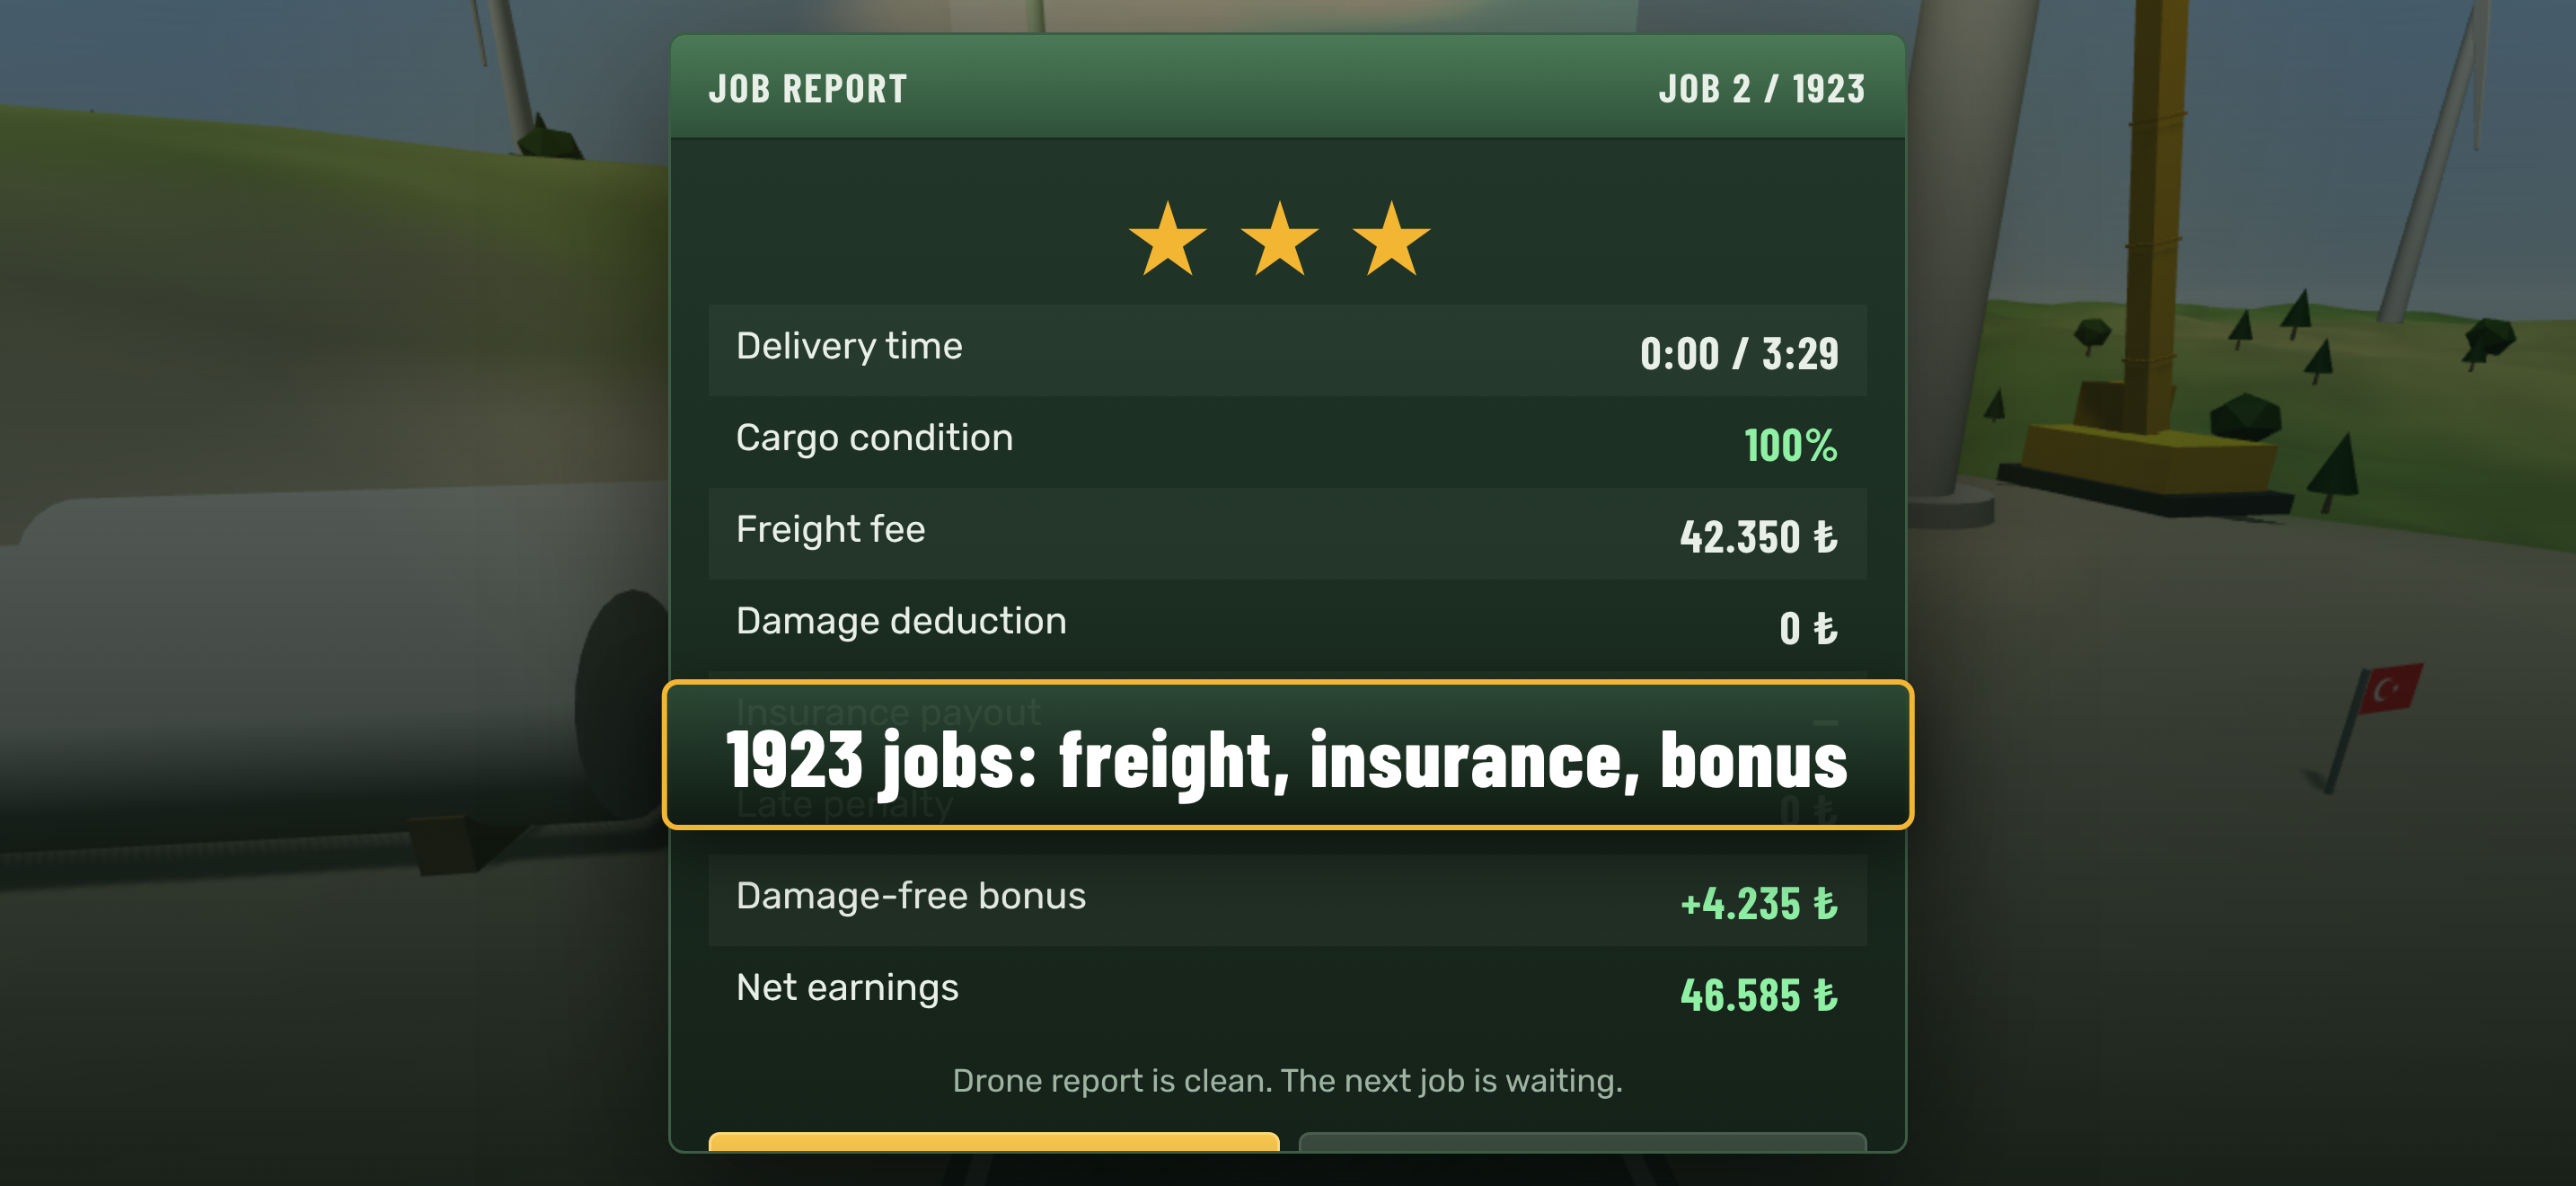 JOB REPORT
JOB 2 / 1923
Delivery time
0:00 / 3:29
Cargo condition
100%
Freight fee
42.350 ₺
Damage deduction
0 ₺
Insurance payout
—
1923 jobs: freight, insurance, bonus
Late penalty
0 ₺
Damage-free bonus
+4.235 ₺
Net earnings
46.585 ₺
Drone report is clean. The next job is waiting.